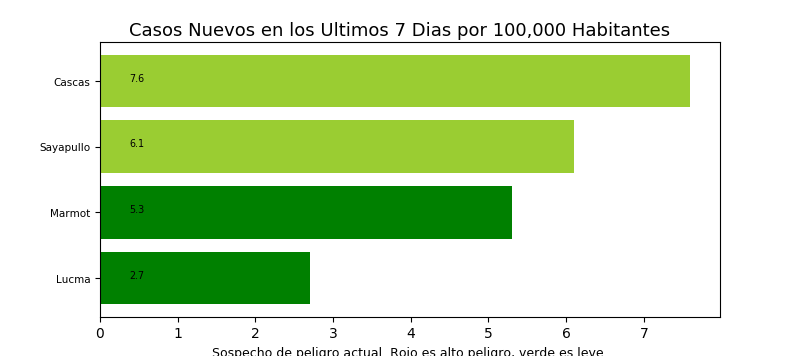 Casos Nuevos en los Ultimos 7 Dias por 100,000 Habitantes
Cascas 7.6
Sayapullo 6.1
Marmot 5.3
Lucma 2.7
0 1 2 3 4 5 6 7
Sospecho de peligro actual. Rojo es alto peligro, verde es leve